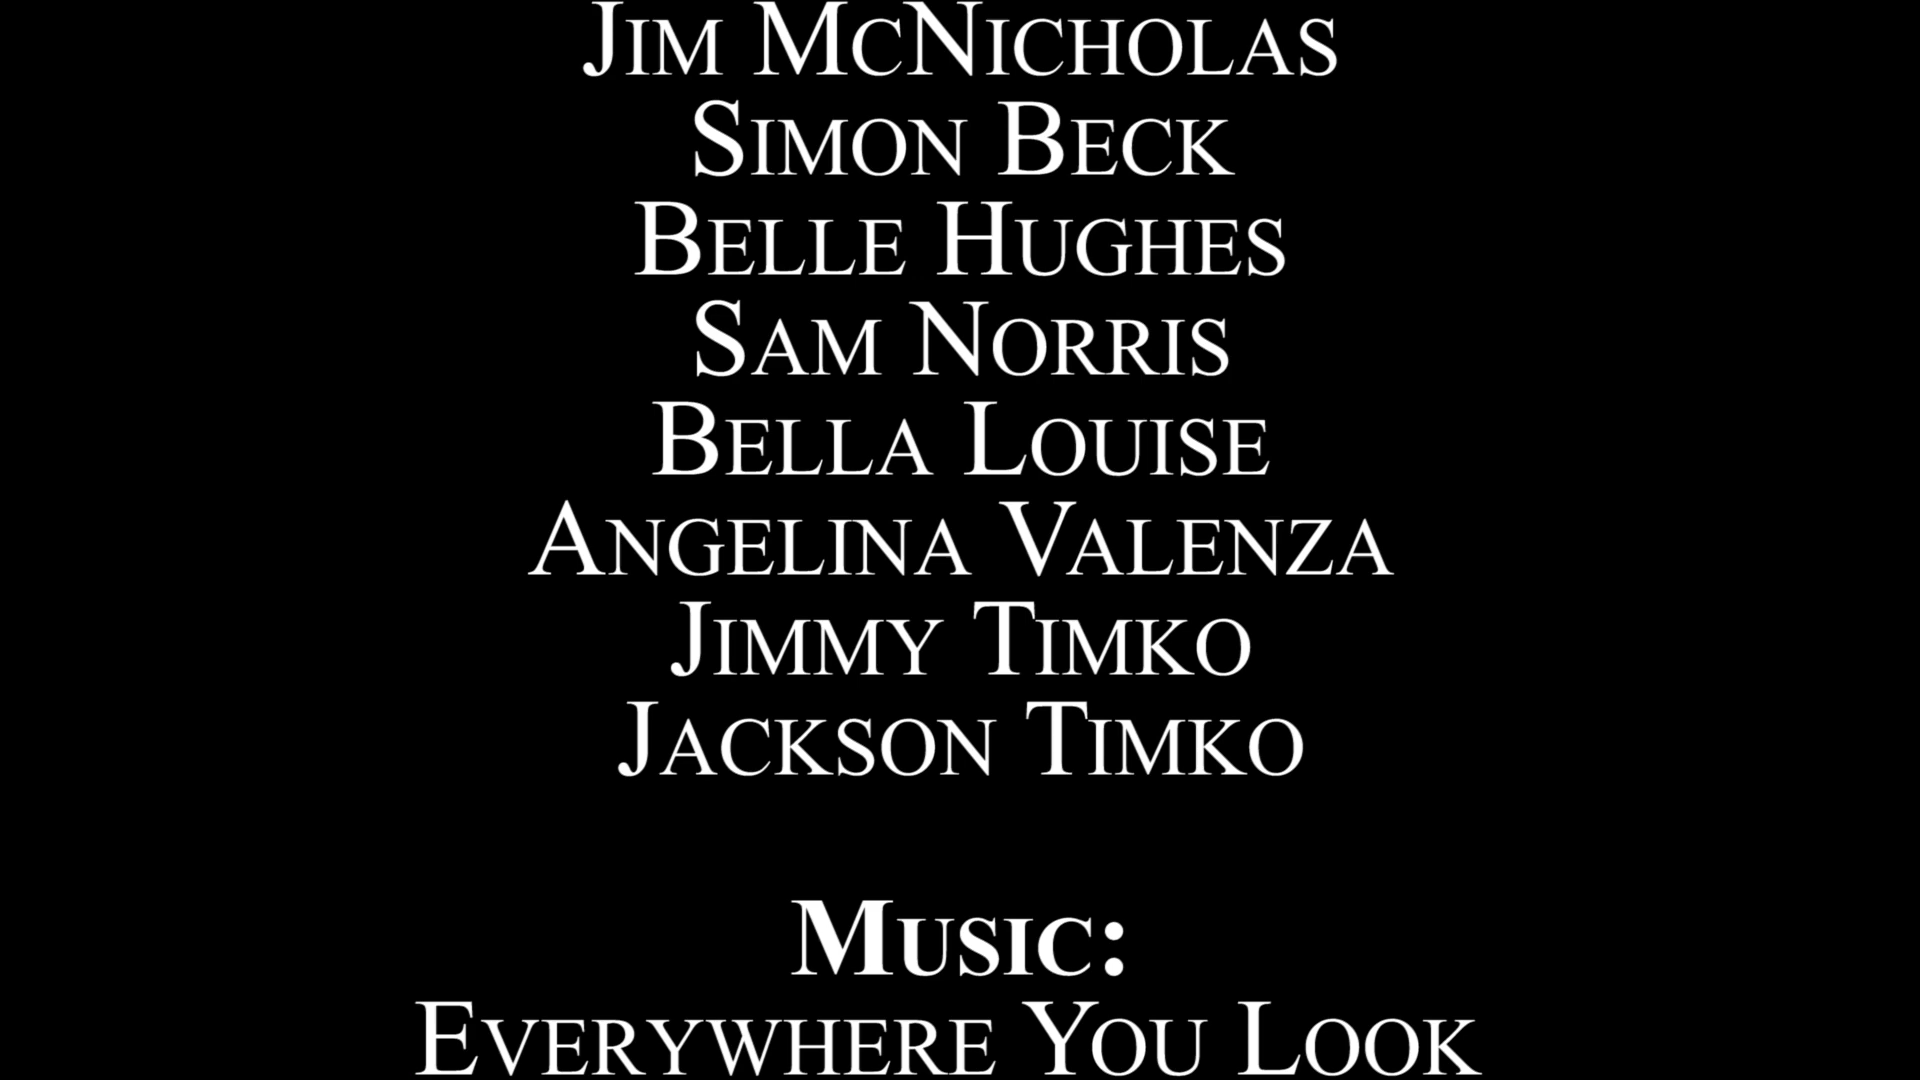 Jim McNicholas
Simon Beck
Belle Hughes
Sam Norris
Bella Louise
Angelina Valenza
Jimmy Timko
Jackson Timko
Music:
Everywhere You Look